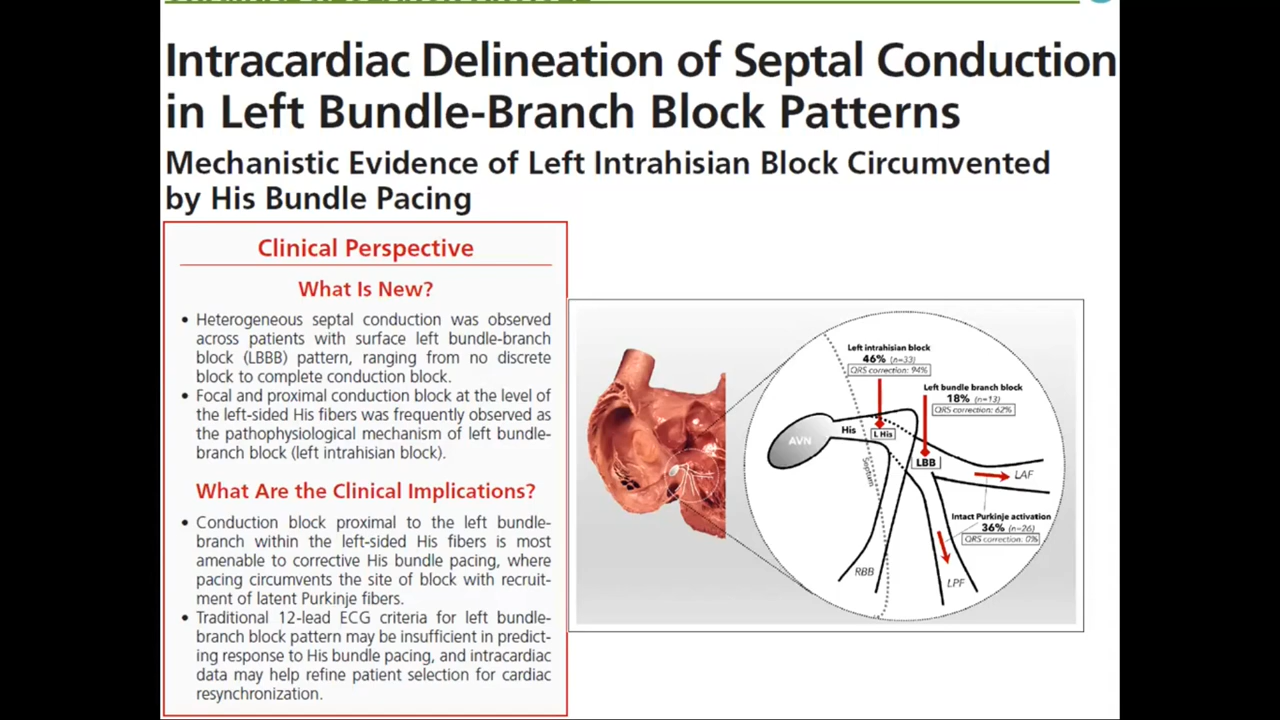 Intracardiac Delineation of Septal Conduction
in Left Bundle-Branch Block Patterns
Mechanistic Evidence of Left Intrahisian Block Circumvented
by His Bundle Pacing
Clinical Perspective
What Is New?
• Heterogeneous septal conduction was observed
across patients with surface left bundle-branch
block (LBBB) pattern, ranging from no discrete
block to complete conduction block.
• Focal and proximal conduction block at the level of
the left-sided His fibers was frequently observed as
the pathophysiological mechanism of left bundle-
branch block (left intrahisian block).
What Are the Clinical Implications?
• Conduction block proximal to the left bundle-
branch within the left-sided His fibers is most
amenable to corrective His bundle pacing, where
pacing circumvents the site of block with recruit-
ment of latent Purkinje fibers.
• Traditional 12-lead ECG criteria for left bundle-
branch block pattern may be insufficient in predict-
ing response to His bundle pacing, and intracardiac
data may help refine patient selection for cardiac
resynchronization.
Left intrahisian block
46% (n=33)
QRS correction: 94%
Left bundle branch block
18% (n=13)
QRS correction: 62%
AVN
His
L His
LBB
Septum
LAF
Intact Purkinje activation
36% (n=26)
QRS correction: 0%
RBB
LPF